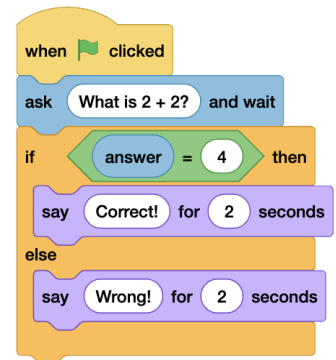 when clicked
ask What is 2 + 2? and wait
if answer = 4 then
say Correct! for 2 seconds
else
say Wrong! for 2 seconds